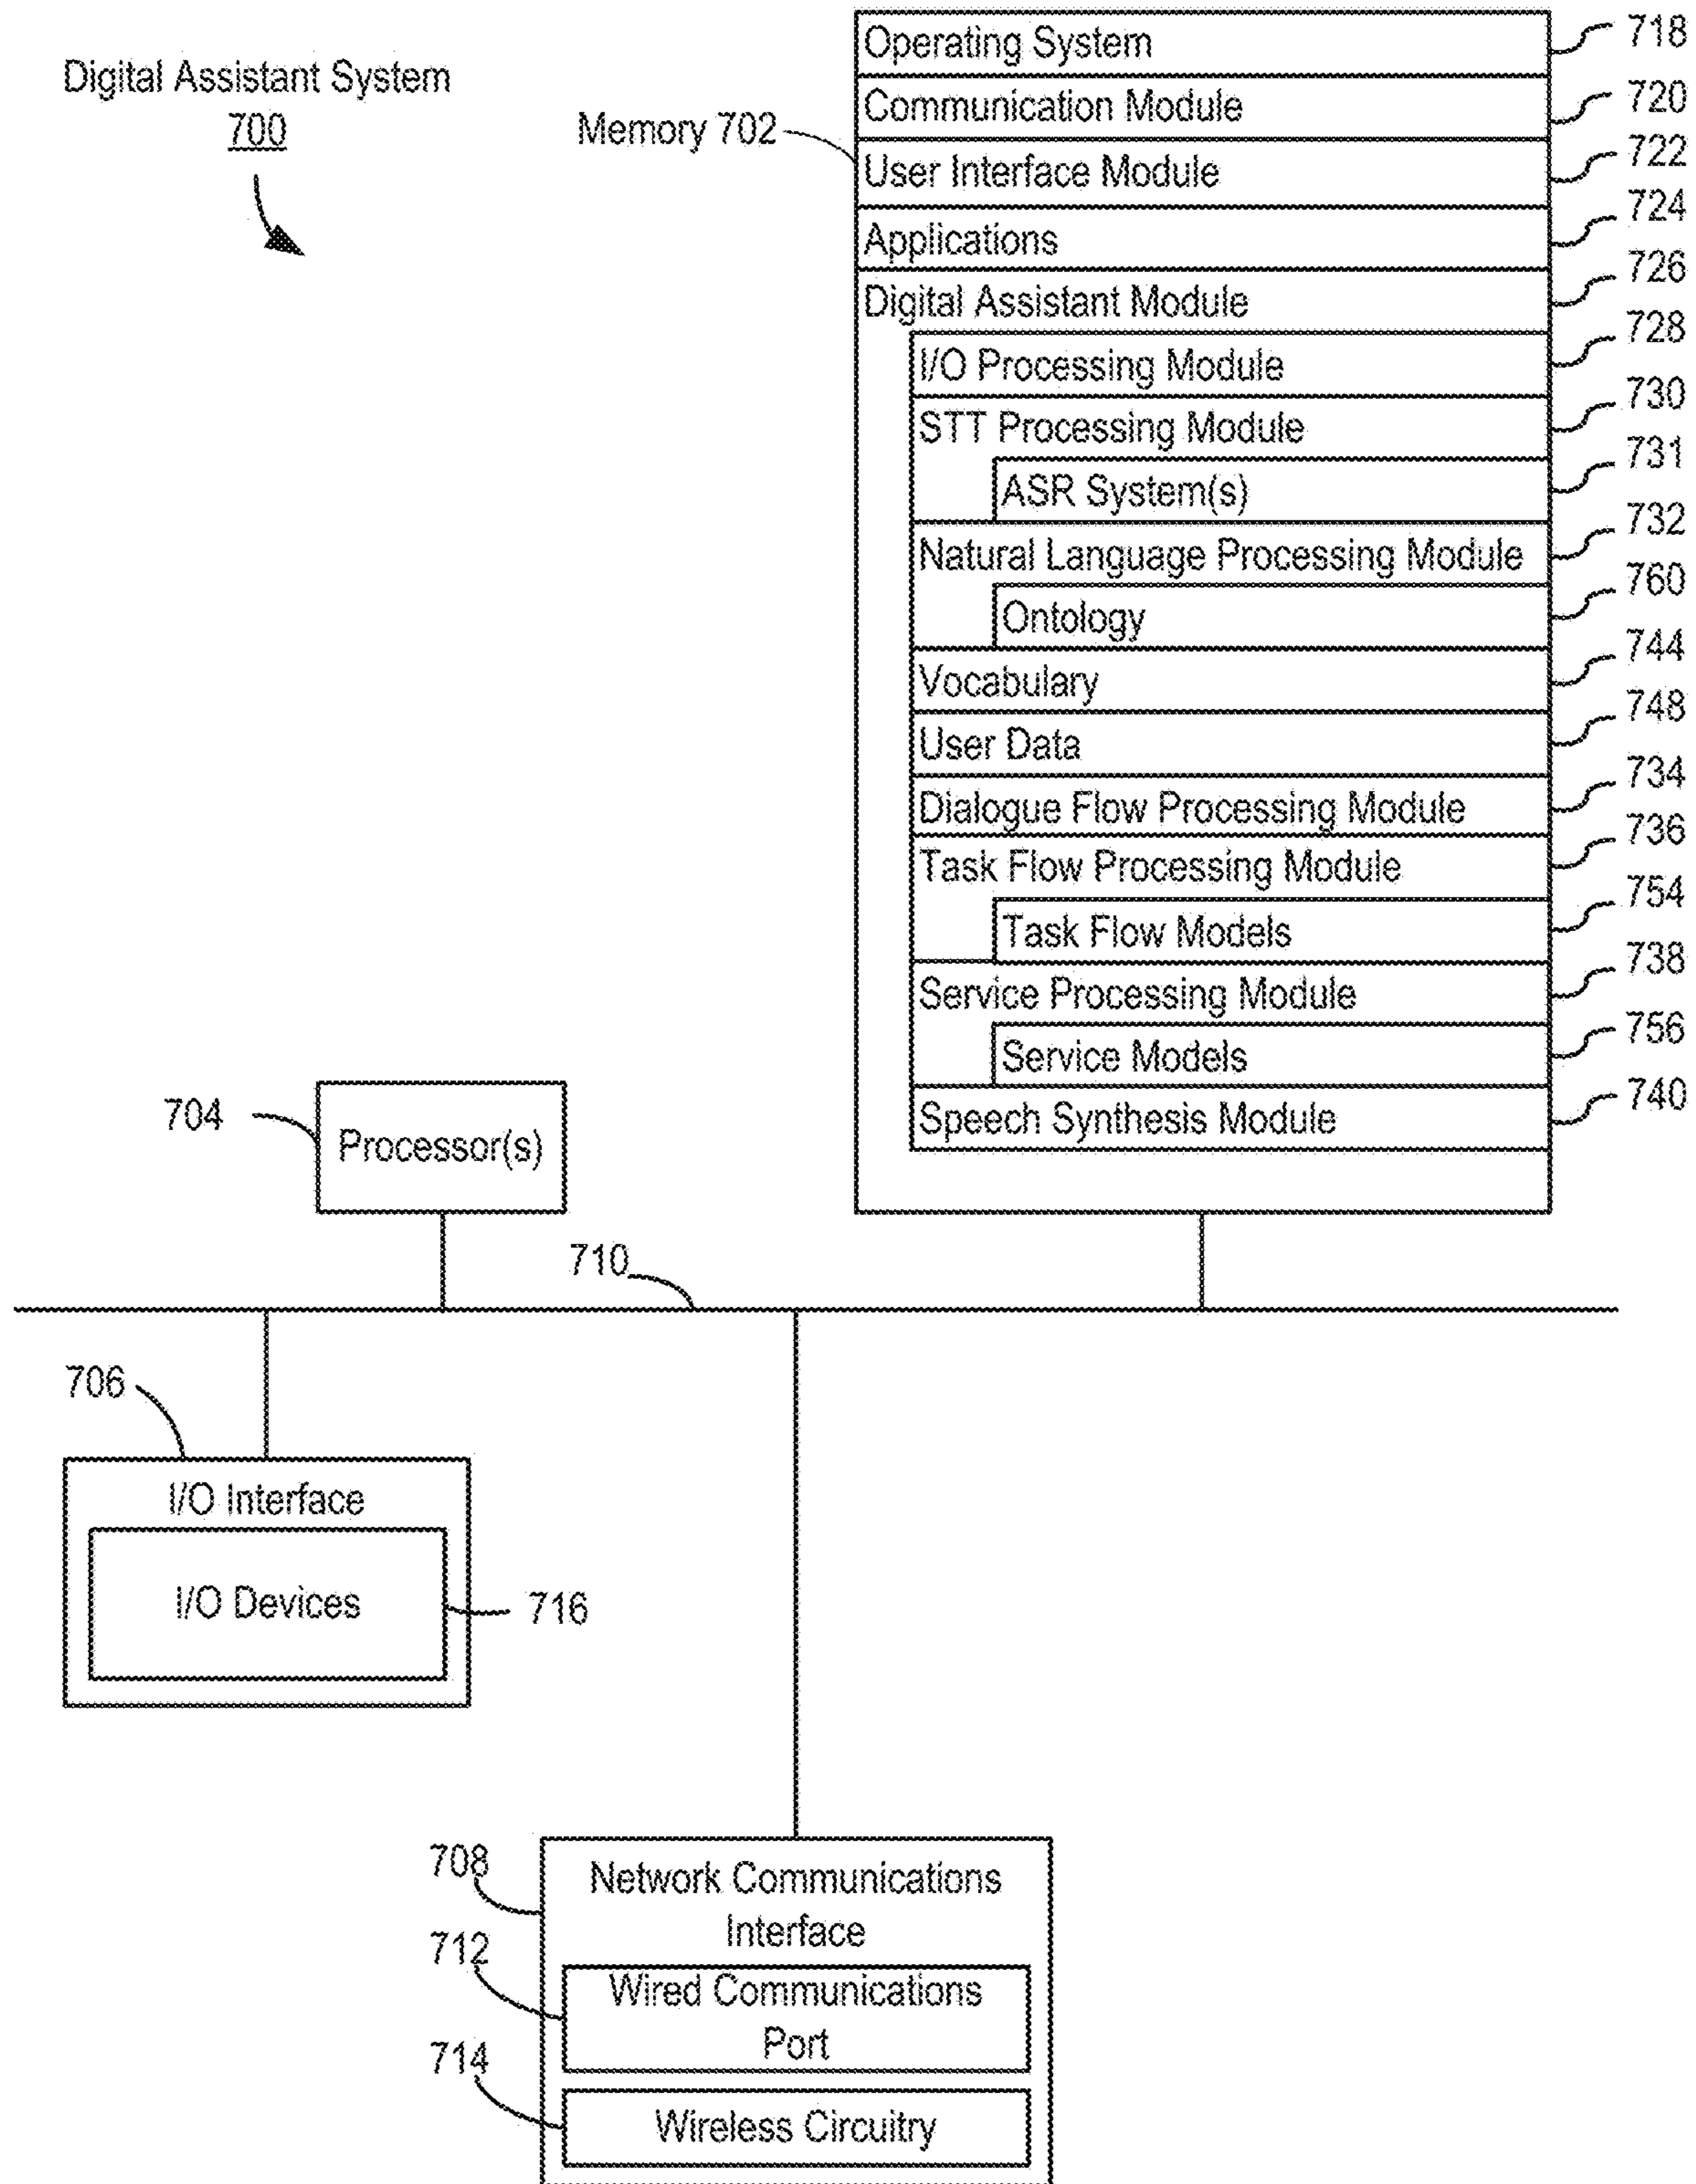 Digital Assistant System
700
Memory 702
Operating System 718
Communication Module 720
User Interface Module 722
Applications 724
Digital Assistant Module 726
I/O Processing Module 728
STT Processing Module 730
ASR System(s) 731
Natural Language Processing Module 732
Ontology 760
Vocabulary 744
User Data 748
Dialogue Flow Processing Module 734
Task Flow Processing Module 736
Task Flow Models 754
Service Processing Module 738
Service Models 756
Speech Synthesis Module 740
704
Processor(s)
710
706
I/O Interface
I/O Devices
716
708
Network Communications
Interface
712
Wired Communications
Port
714
Wireless Circuitry